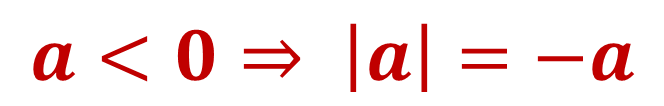 a < 0 ⇒ |a| = −a